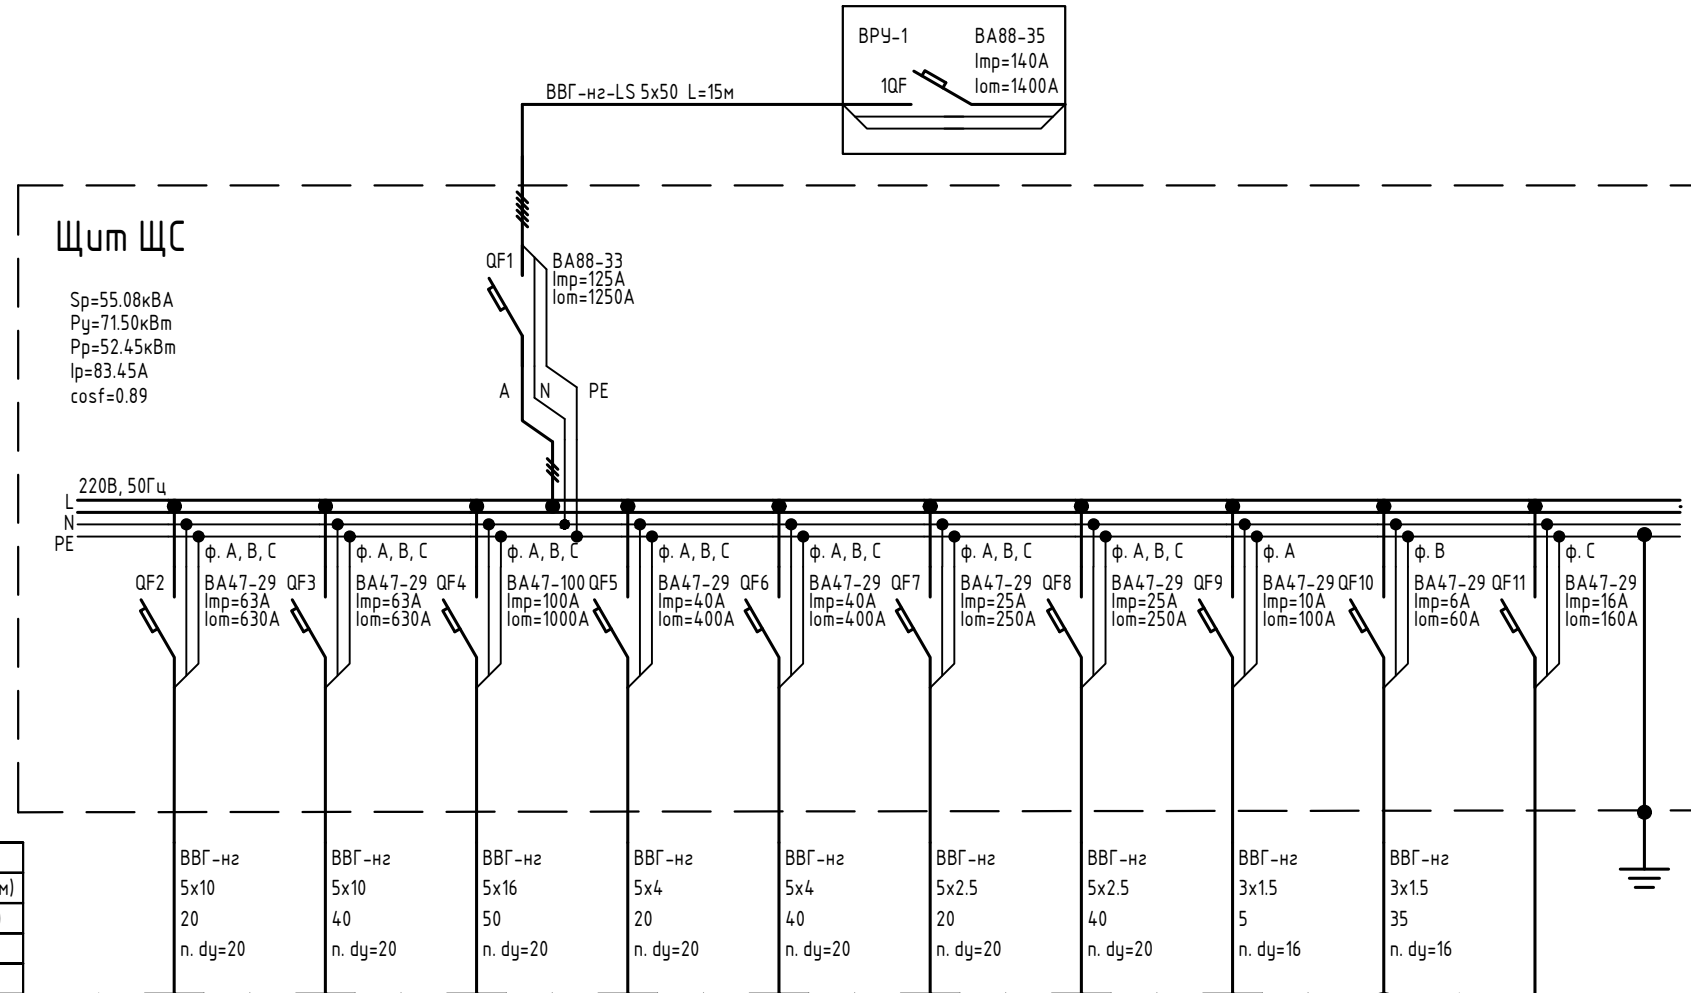 ВРУ-1
ВА88-35
Iтр=140А
1QF
Iот=1400А
ВВГ-нг-LS 5х50 L=15м
Щит ЩС
QF1
ВА88-33
Iтр=125А
Iот=1250А
Sр=55.08кВА
Ру=71.50кВт
Рр=52.45кВт
Iр=83.45А
cosf=0.89
A
N
PE
220В, 50Гц
L
N
PE
ф. А, В, С
ф. А, В, С
ф. А, В, С
ф. А, В, С
ф. А, В, С
ф. А, В, С
ф. А, В, С
ф. А
ф. В
ф. С
QF2
ВА47-29
Iтр=63А
Iот=630А
QF3
ВА47-29
Iтр=63А
Iот=630А
QF4
ВА47-100
Iтр=100А
Iот=1000А
QF5
ВА47-29
Iтр=40А
Iот=400А
QF6
ВА47-29
Iтр=40А
Iот=400А
QF7
ВА47-29
Iтр=25А
Iот=250А
QF8
ВА47-29
Iтр=25А
Iот=250А
QF9
ВА47-29
Iтр=10А
Iот=100А
QF10
ВА47-29
Iтр=6А
Iот=60А
QF11
ВА47-29
Iтр=16А
Iот=160А
м)
ВВГ-нг
5х10
20
п. dу=20
ВВГ-нг
5х10
40
п. dу=20
ВВГ-нг
5х16
50
п. dу=20
ВВГ-нг
5х4
20
п. dу=20
ВВГ-нг
5х4
40
п. dу=20
ВВГ-нг
5х2.5
20
п. dу=20
ВВГ-нг
5х2.5
40
п. dу=20
ВВГ-нг
3х1.5
5
п. dу=16
ВВГ-нг
3х1.5
35
п. dу=16